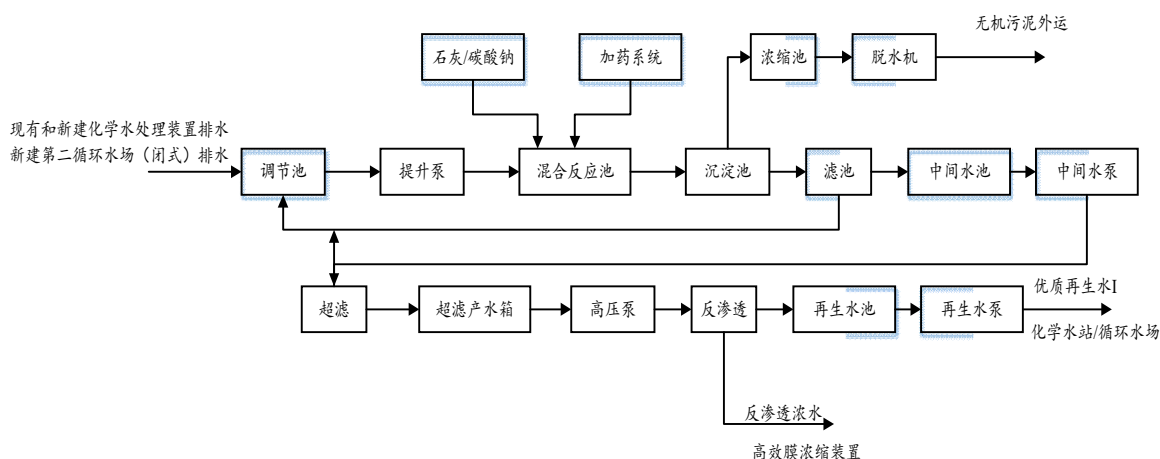 无机污泥外运
石灰/碳酸钠
加药系统
浓缩池
脱水机
现有和新建化学水处理装置排水
新建第二循环水场（闭式）排水
调节池
提升泵
混合反应池
沉淀池
滤池
中间水池
中间水泵
超滤
超滤产水箱
高压泵
反渗透
再生水池
再生水泵
优质再生水I
化学水站/循环水场
反渗透浓水
高效膜浓缩装置